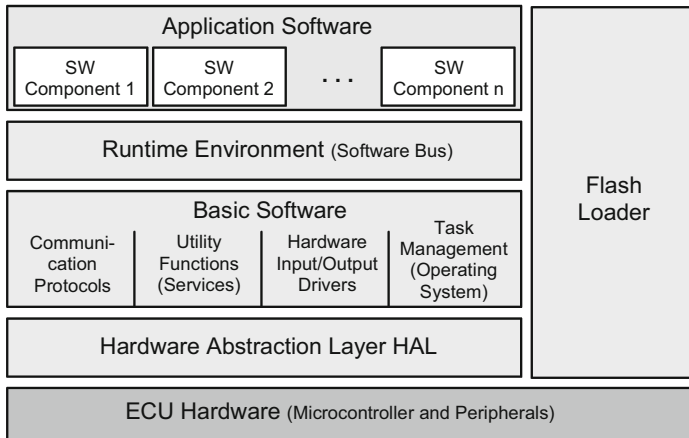 Application Software
SW
Component 1
SW
Component 2
. . .
SW
Component n
Runtime Environment (Software Bus)
Basic Software
Communi-
cation
Protocols
Utility
Functions
(Services)
Hardware
Input/Output
Drivers
Task
Management
(Operating
System)
Hardware Abstraction Layer HAL
Flash
Loader
ECU Hardware (Microcontroller and Peripherals)